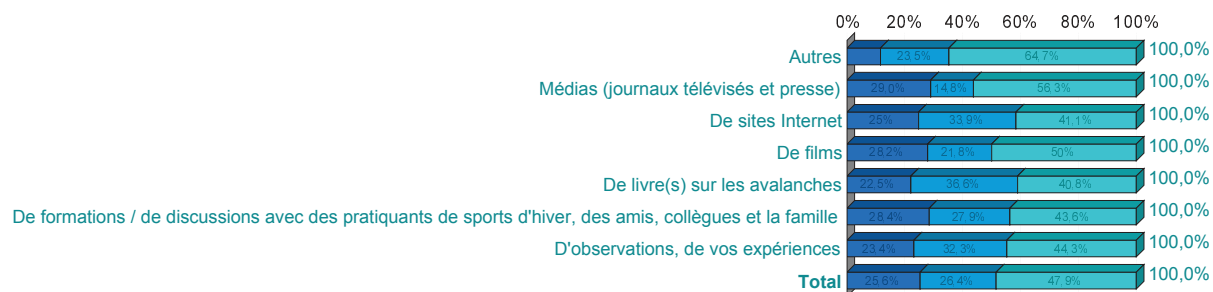 0% 20% 40% 60% 80% 100%
Autres 23,5% 64,7% 100,0%
Médias (journaux télévisés et presse) 29,0% 14,8% 56,3% 100,0%
De sites Internet 25% 33,9% 41,1% 100,0%
De films 28,2% 21,8% 50% 100,0%
De livre(s) sur les avalanches 22,5% 36,6% 40,8% 100,0%
De formations / de discussions avec des pratiquants de sports d'hiver, des amis, collègues et la famille 28,4% 27,9% 43,6% 100,0%
D'observations, de vos expériences 23,4% 32,3% 44,3% 100,0%
Total 25,6% 26,4% 47,9% 100,0%